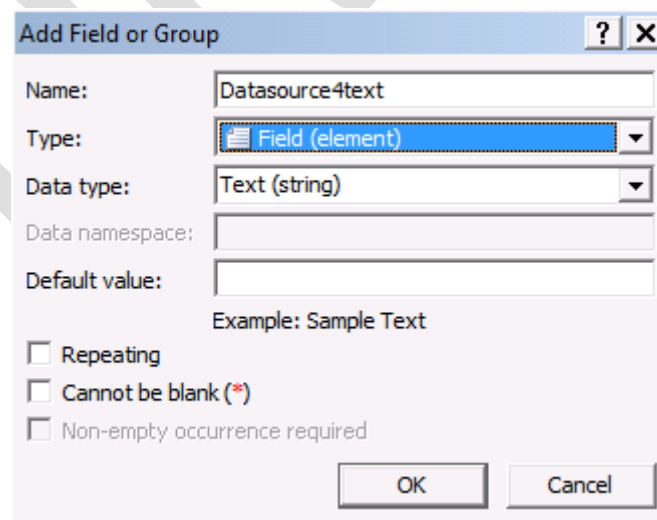 Add Field or Group ?
Name: Datasource4text
Type: Field (element)
Data type: Text (string)
Data namespace:
Default value:
Example: Sample Text
Repeating
Cannot be blank (*)
Non-empty occurrence required
OK Cancel